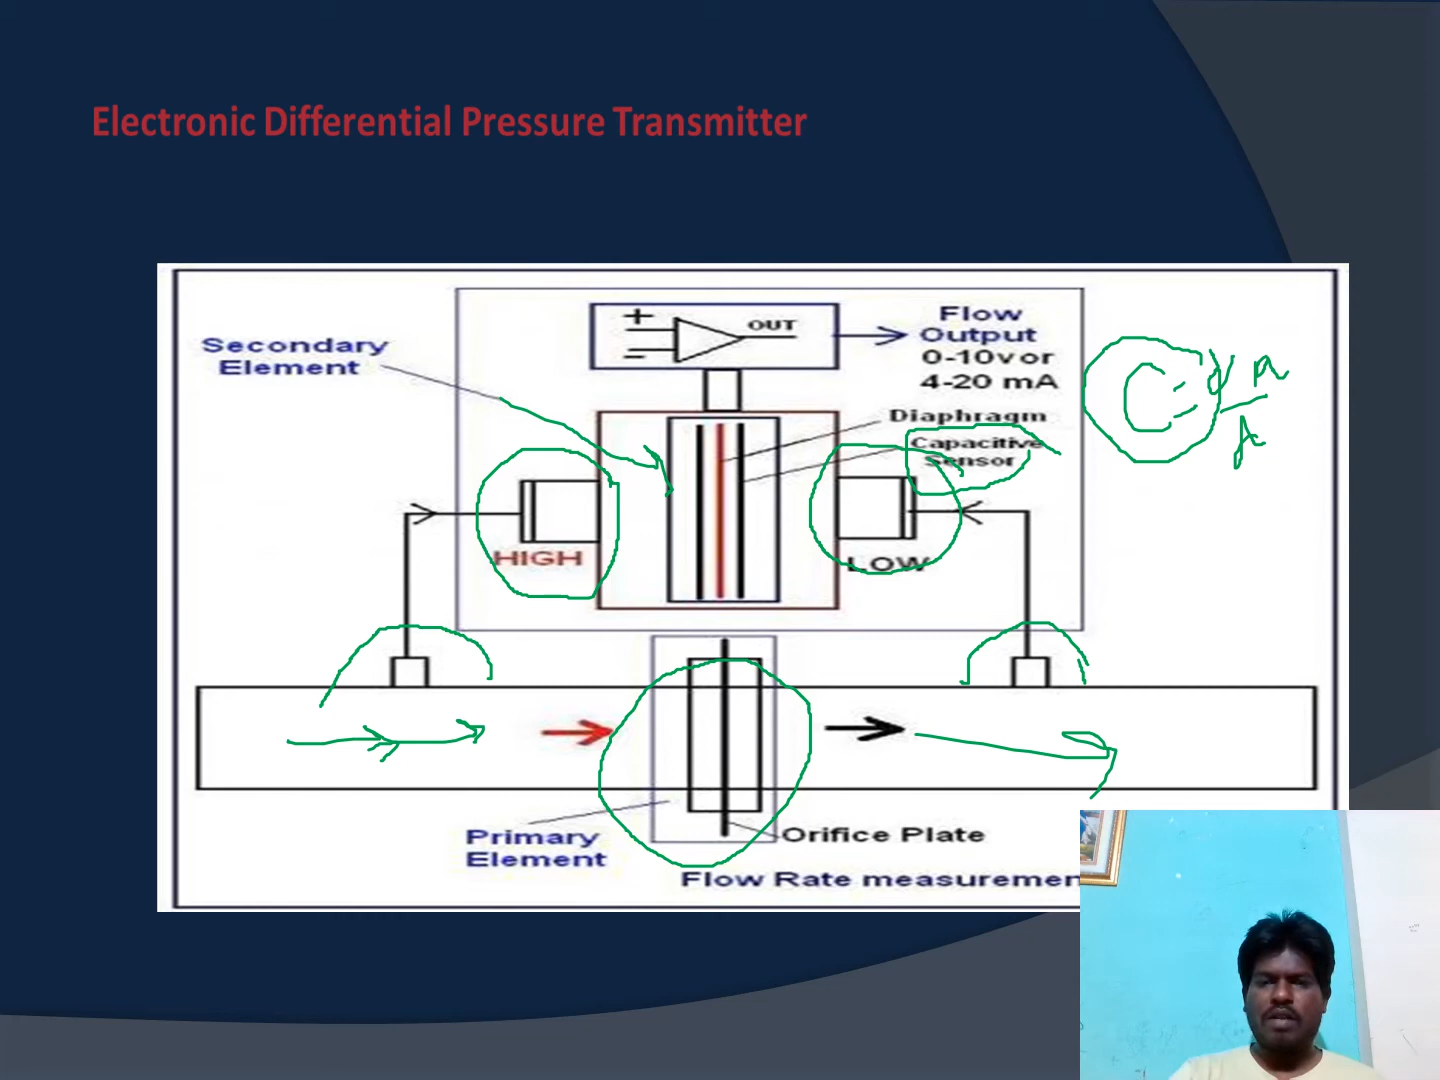 Electronic Differential Pressure Transmitter
+
OUT
−
Flow
Output
0-10v or
4-20 mA
Secondary
Element
Diaphragm
Capacitive
Sensor
HIGH
LOW
Primary
Element
Orifice Plate
Flow Rate measuremen
C =
A